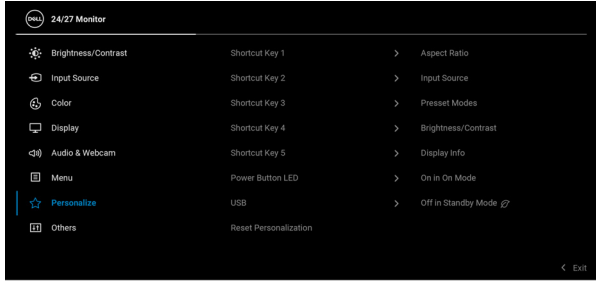 DELL 24/27 Monitor
Brightness/Contrast Shortcut Key 1 > Aspect Ratio
Input Source Shortcut Key 2 > Input Source
Color Shortcut Key 3 > Presset Modes
Display Shortcut Key 4 > Brightness/Contrast
Audio & Webcam Shortcut Key 5 > Display Info
Menu Power Button LED > On in On Mode
Personalize USB > Off in Standby Mode
Others Reset Personalization
< Exit